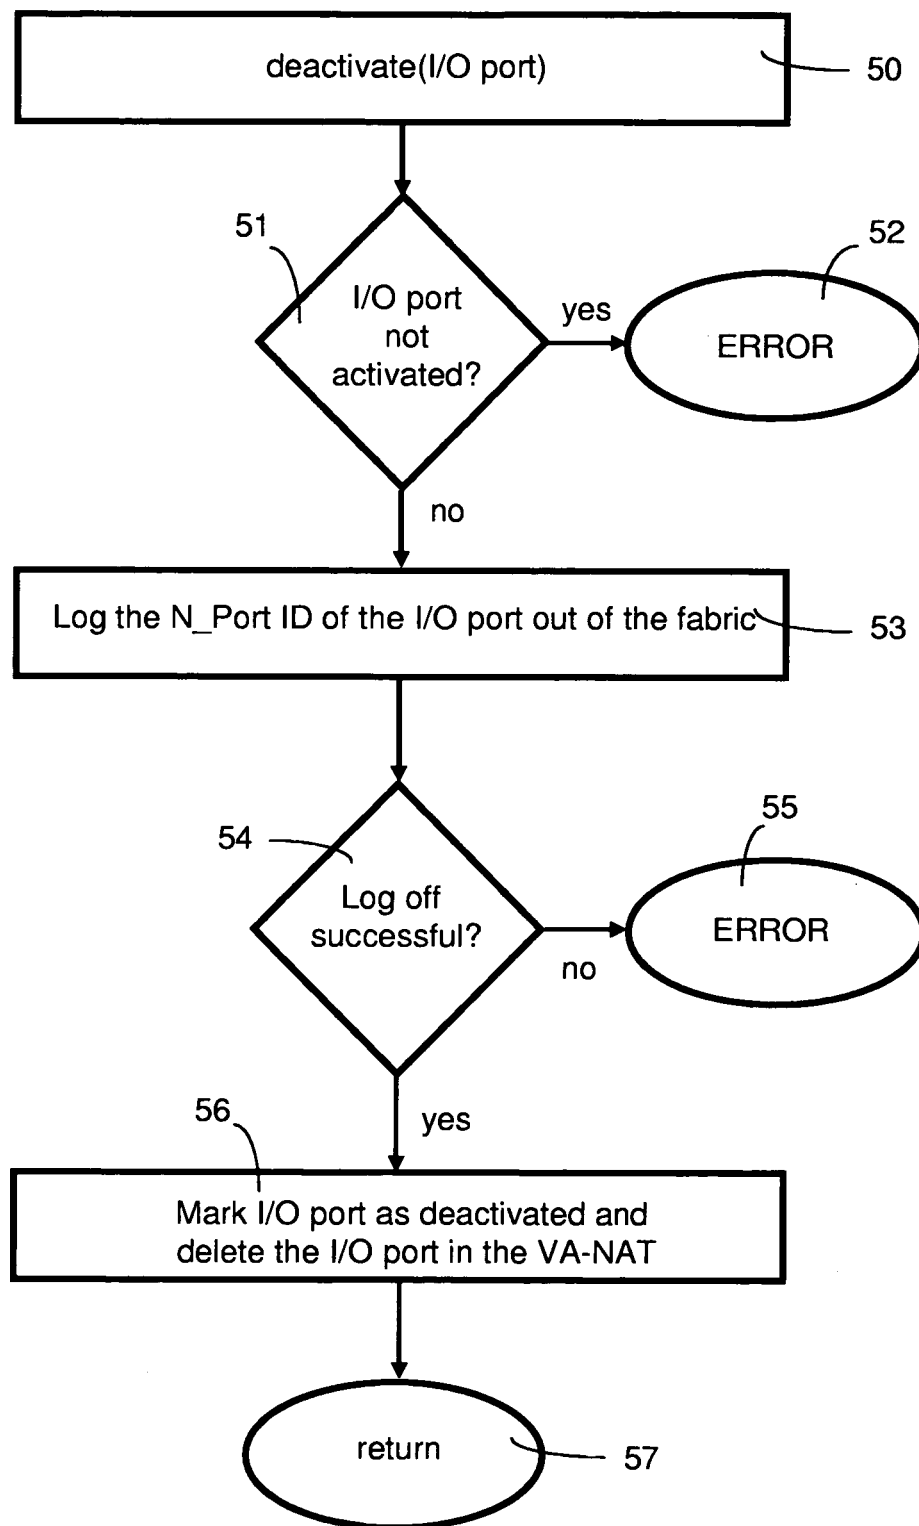 deactivate(I/O port)
50
51
I/O port
not
activated?
yes
52
ERROR
no
Log the N_Port ID of the I/O port out of the fabric
53
54
Log off
successful?
no
55
ERROR
yes
56
Mark I/O port as deactivated and
delete the I/O port in the VA-NAT
return
57